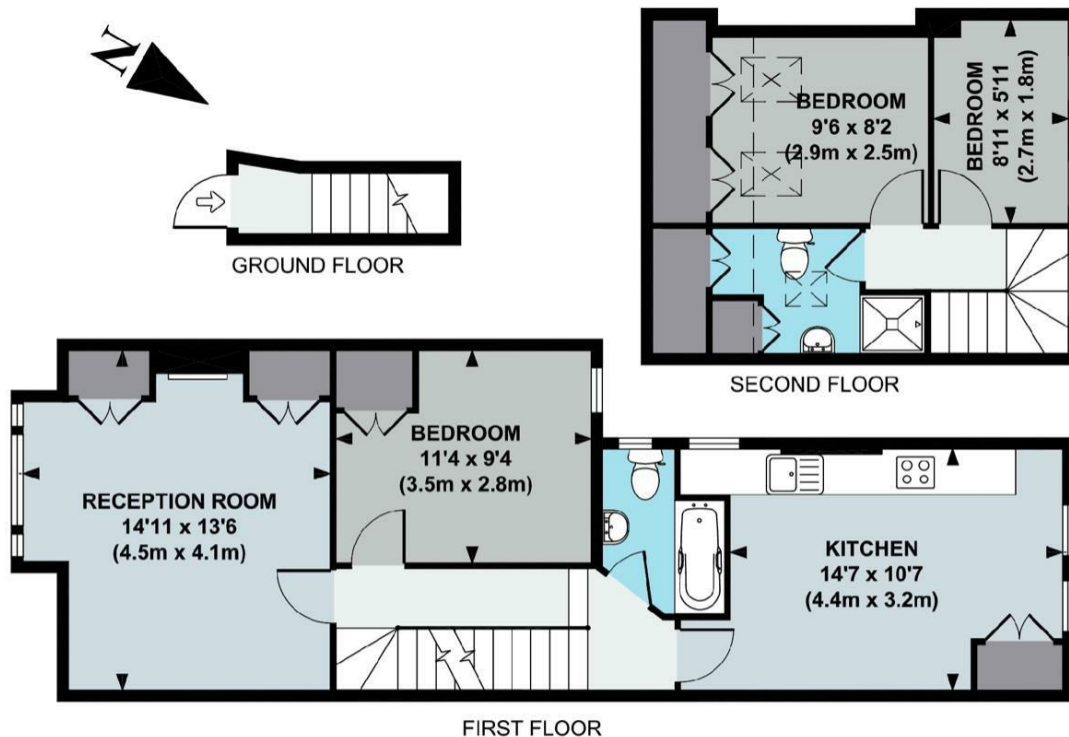 N
GROUND FLOOR
BEDROOM
9'6 x 8'2
(2.9m x 2.5m)
BEDROOM
8'11 x 5'11
(2.7m x 1.8m)
SECOND FLOOR
RECEPTION ROOM
14'11 x 13'6
(4.5m x 4.1m)
BEDROOM
11'4 x 9'4
(3.5m x 2.8m)
KITCHEN
14'7 x 10'7
(4.4m x 3.2m)
FIRST FLOOR